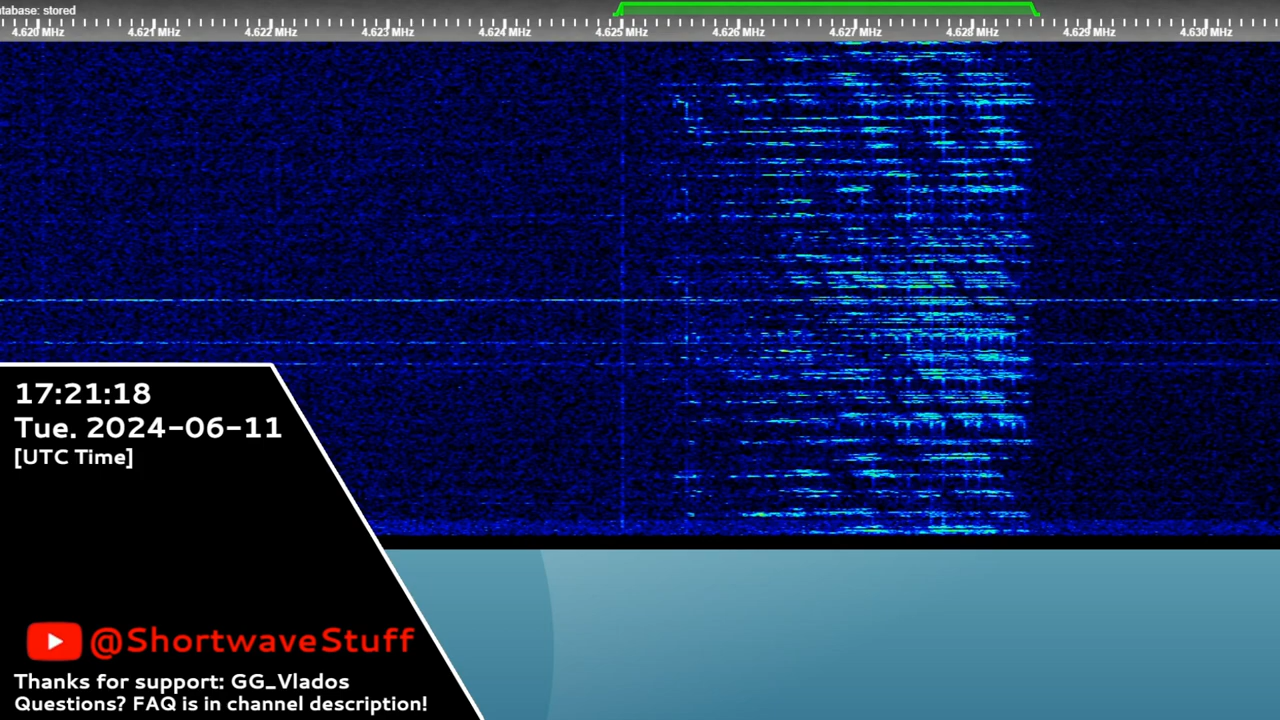 atabase: stored
4.620 MHz 4.621 MHz 4.622 MHz 4.623 MHz 4.624 MHz 4.625 MHz 4.626 MHz 4.627 MHz 4.628 MHz 4.629 MHz 4.630 MHz
17:21:18
Tue. 2024-06-11
[UTC Time]
@ShortwaveStuff
Thanks for support: GG_Vlados
Questions? FAQ is in channel description!